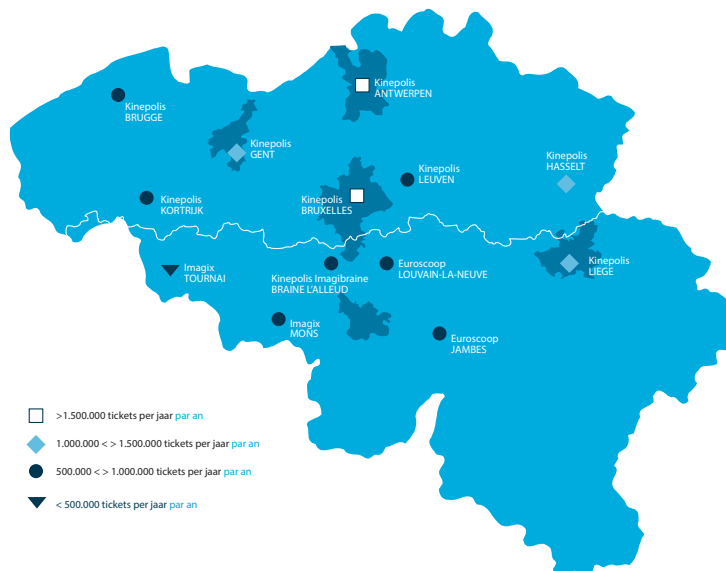 Kinepolis
ANTWERPEN
Kinepolis
BRUGGE
Kinepolis
GENT
Kinepolis
HASSELT
Kinepolis
LEUVEN
Kinepolis
KORTRIJK
Kinepolis
BRUXELLES
Imagix
TOURNAI
Kinepolis Imagibraine
BRAINE L'ALLEUD
Euroscoop
LOUVAIN-LA-NEUVE
Kinepolis
LIEGE
Imagix
MONS
Euroscoop
JAMBES
>1.500.000 tickets per jaar par an
1.000.000 < > 1.500.000 tickets per jaar par an
500.000 < > 1.000.000 tickets per jaar par an
< 500.000 tickets per jaar par an